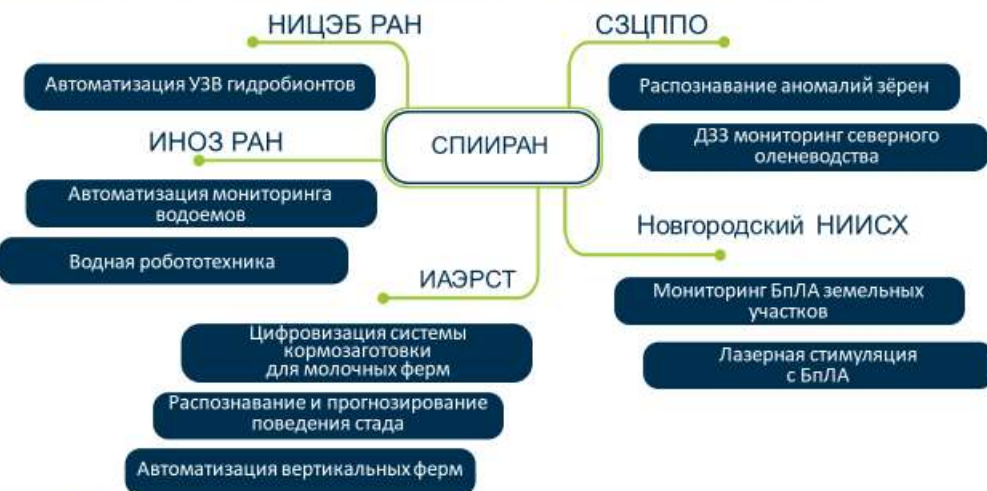 НИЦЭБ РАН
Автоматизация УЗВ гидробионтов
ИНОЗ РАН
Автоматизация мониторинга
водоемов
Водная робототехника
СПИИРАН
СЗЦППО
Распознавание аномалий зёрен
ДЗЗ мониторинг северного
оленеводства
Новгородский НИИСХ
Мониторинг БпЛА земельных
участков
Лазерная стимуляция
с БпЛА
ИАЭРСТ
Цифровизация системы
кормозаготовки
для молочных ферм
Распознавание и прогнозирование
поведения стада
Автоматизация вертикальных ферм